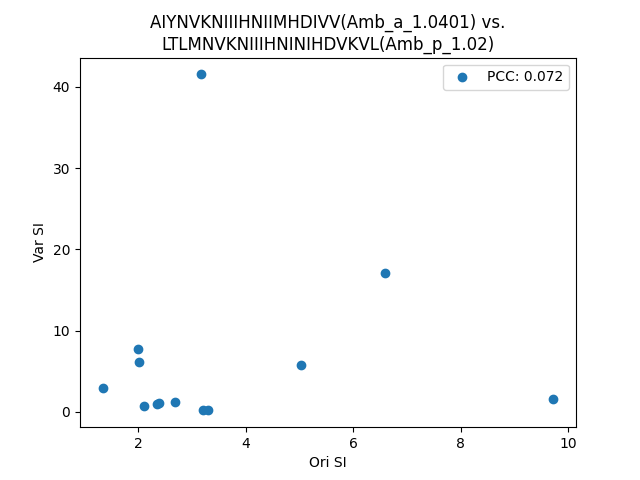 AIYNVKNIIIHNIIMHDIVV(Amb_a_1.0401) vs.
LTLMNVKNIIIHNINIHDVKVL(Amb_p_1.02)
PCC: 0.072
40
30
20
10
0
Var SI
2 4 6 8 10
Ori SI